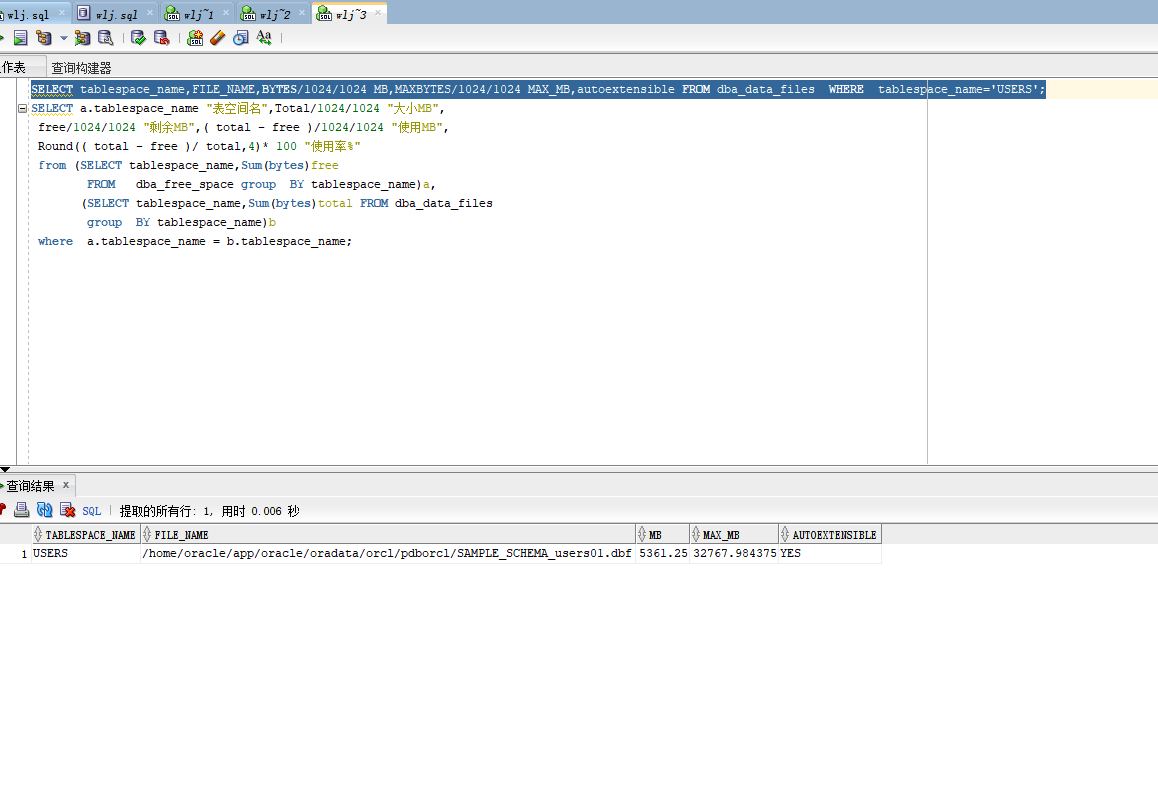 wlj.sql × wlj.sql × wlj~1 × wlj~2 × wlj~3 ×
作表 查询构建器
SELECT tablespace_name,FILE_NAME,BYTES/1024/1024 MB,MAXBYTES/1024/1024 MAX_MB,autoextensible FROM dba_data_files  WHERE  tablespace_name='USERS';
SELECT a.tablespace_name "表空间名",Total/1024/1024 "大小MB",
free/1024/1024 "剩余MB",( total - free )/1024/1024 "使用MB",
Round(( total - free )/ total,4)* 100 "使用率%"
from (SELECT tablespace_name,Sum(bytes)free
FROM   dba_free_space group  BY tablespace_name)a,
(SELECT tablespace_name,Sum(bytes)total FROM dba_data_files
group  BY tablespace_name)b
where  a.tablespace_name = b.tablespace_name;
查询结果 x
SQL | 提取的所有行: 1, 用时 0.006 秒
TABLESPACE_NAME FILE_NAME MB MAX_MB AUTOEXTENSIBLE
1 USERS /home/oracle/app/oracle/oradata/orcl/pdborcl/SAMPLE_SCHEMA_users01.dbf 5361.25 32767.984375 YES